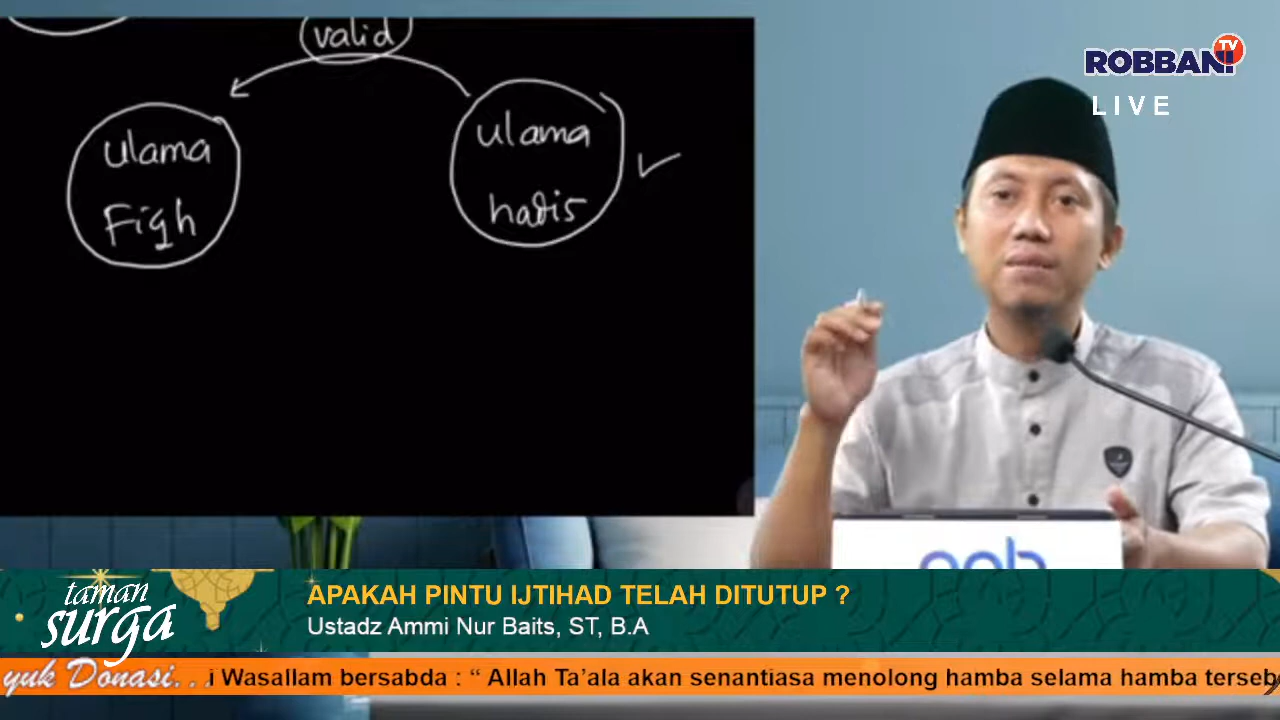 valid
ulama
Fiqh
ulama
hadis
ROBBANI TV
LIVE
taman
surga
APAKAH PINTU IJTIHAD TELAH DITUTUP ?
Ustadz Ammi Nur Baits, ST, B.A
yuk Donasi...
i Wasallam bersabda : “ Allah Ta’ala akan senantiasa menolong hamba selama hamba terseb